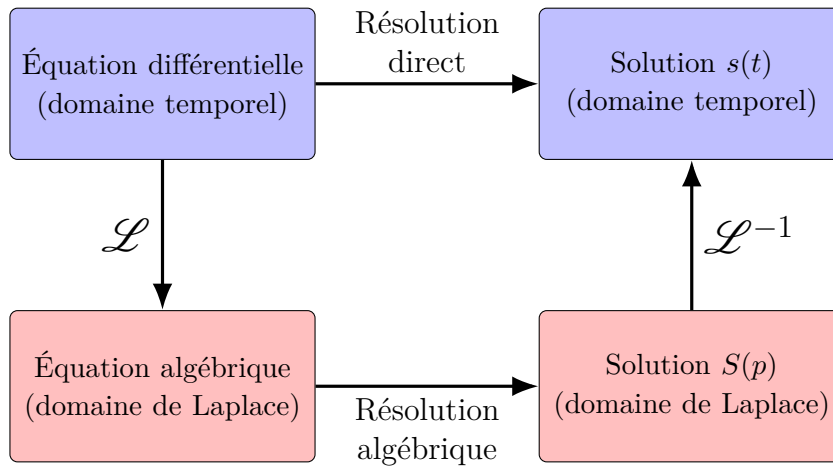 Équation différentielle
(domaine temporel)
Résolution
direct
Solution s(t)
(domaine temporel)
ℒ
ℒ⁻¹
Équation algébrique
(domaine de Laplace)
Résolution
algébrique
Solution S(p)
(domaine de Laplace)